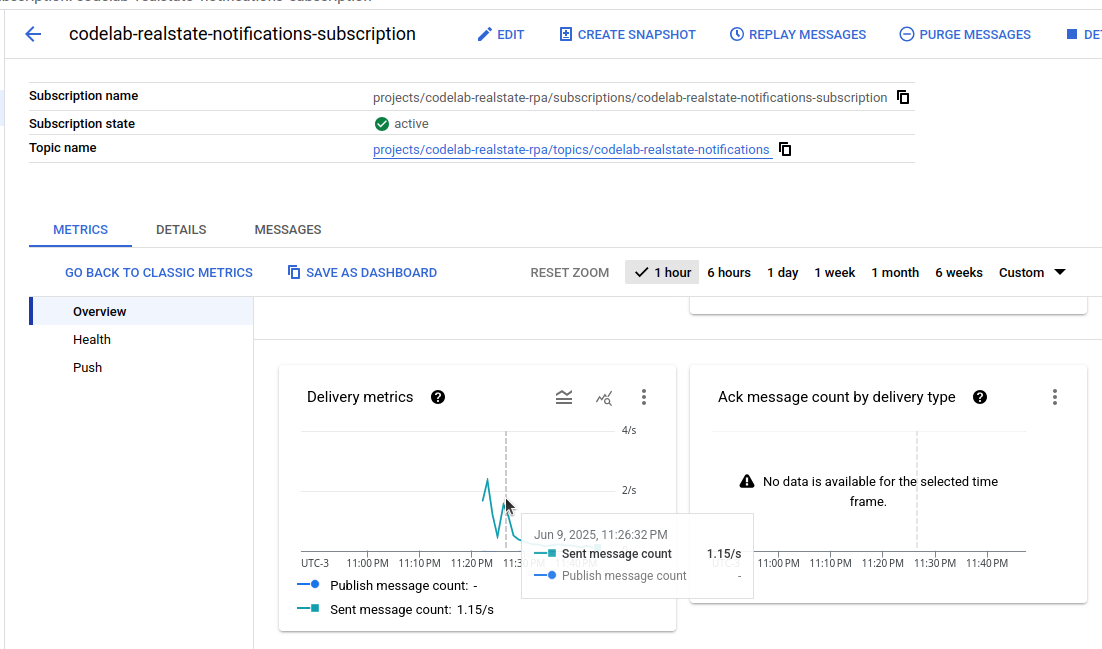 codelab-realstate-notifications-subscription
EDIT
CREATE SNAPSHOT
REPLAY MESSAGES
PURGE MESSAGES
DE
Subscription name
projects/codelab-realstate-rpa/subscriptions/codelab-realstate-notifications-subscription
Subscription state
active
Topic name
projects/codelab-realstate-rpa/topics/codelab-realstate-notifications
METRICS
DETAILS
MESSAGES
GO BACK TO CLASSIC METRICS
SAVE AS DASHBOARD
RESET ZOOM
1 hour
6 hours
1 day
1 week
1 month
6 weeks
Custom
Overview
Health
Push
Delivery metrics
4/s
2/s
Jun 9, 2025, 11:26:32 PM
Sent message count 1.15/s
Publish message count -
UTC-3
11:00 PM
11:10 PM
11:20 PM
11:30
11:40 PM
Publish message count: -
Sent message count: 1.15/s
Ack message count by delivery type
No data is available for the selected time
frame.
UTC-3
11:00 PM
11:10 PM
11:20 PM
11:30 PM
11:40 PM